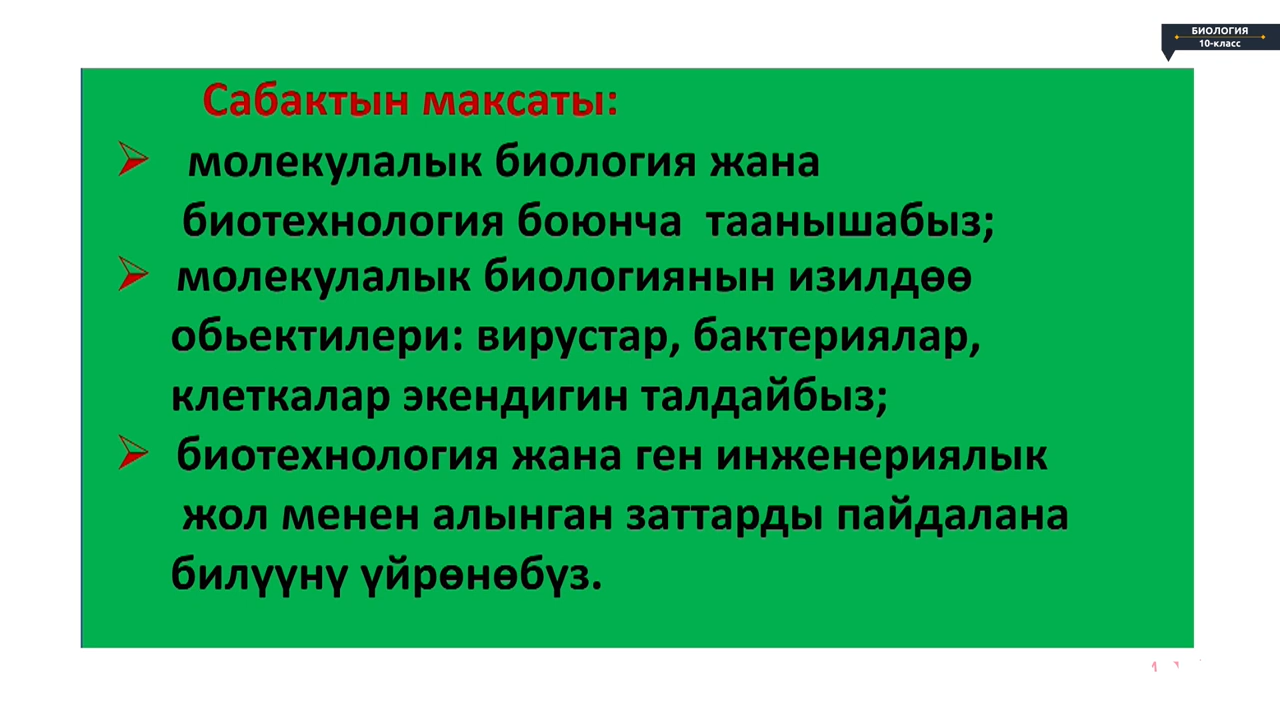 БИОЛОГИЯ
10-класс
Сабактын максаты:
молекулалык биология жана
биотехнология боюнча таанышабыз;
молекулалык биологиянын изилдөө
обьектилери: вирустар, бактериялар,
клеткалар экендигин талдайбыз;
биотехнология жана ген инженериялык
жол менен алынган заттарды пайдалана
билүүнү үйрөнөбүз.